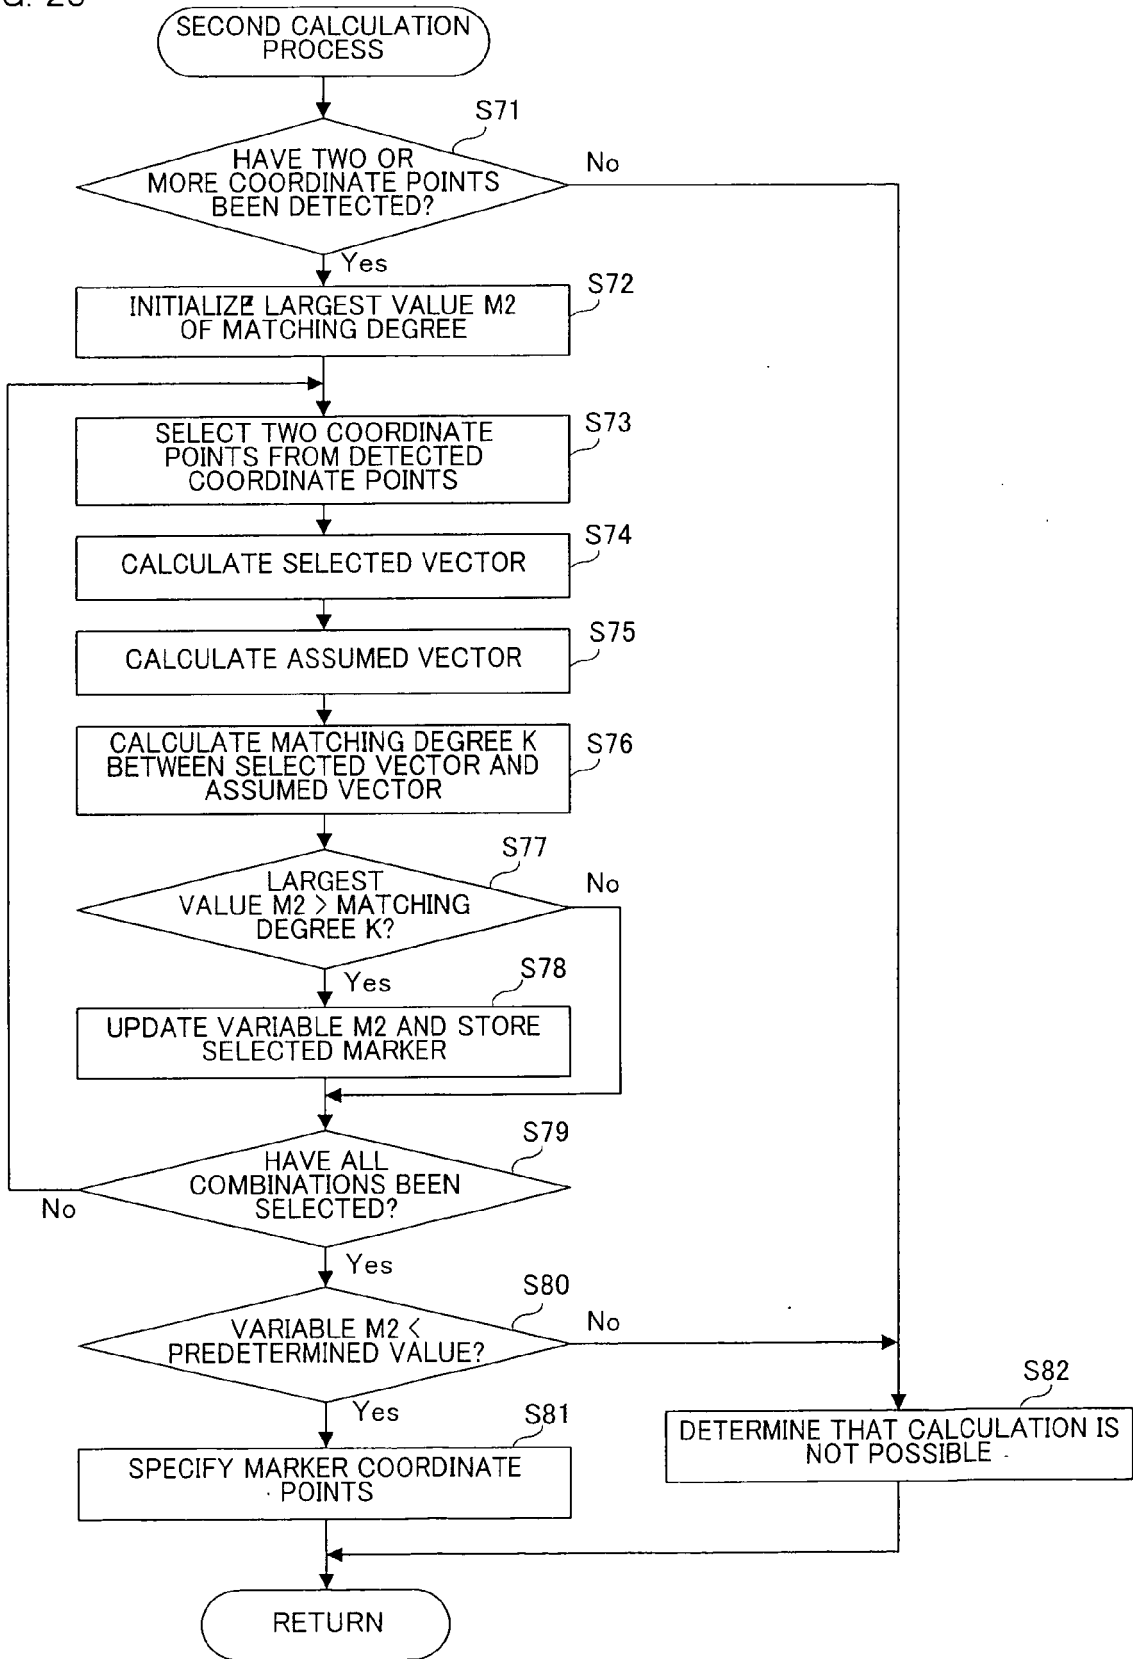 SECOND CALCULATION
PROCESS
S71
HAVE TWO OR
MORE COORDINATE POINTS
BEEN DETECTED?
No
Yes
S72
INITIALIZE LARGEST VALUE M2
OF MATCHING DEGREE
S73
SELECT TWO COORDINATE
POINTS FROM DETECTED
COORDINATE POINTS
S74
CALCULATE SELECTED VECTOR
S75
CALCULATE ASSUMED VECTOR
S76
CALCULATE MATCHING DEGREE K
BETWEEN SELECTED VECTOR AND
ASSUMED VECTOR
S77
LARGEST
VALUE M2 > MATCHING
DEGREE K?
No
Yes
S78
UPDATE VARIABLE M2 AND STORE
SELECTED MARKER
S79
HAVE ALL
COMBINATIONS BEEN
SELECTED?
No
Yes
S80
VARIABLE M2 <
PREDETERMINED VALUE?
No
Yes
S81
SPECIFY MARKER COORDINATE
POINTS
S82
DETERMINE THAT CALCULATION IS
NOT POSSIBLE
RETURN